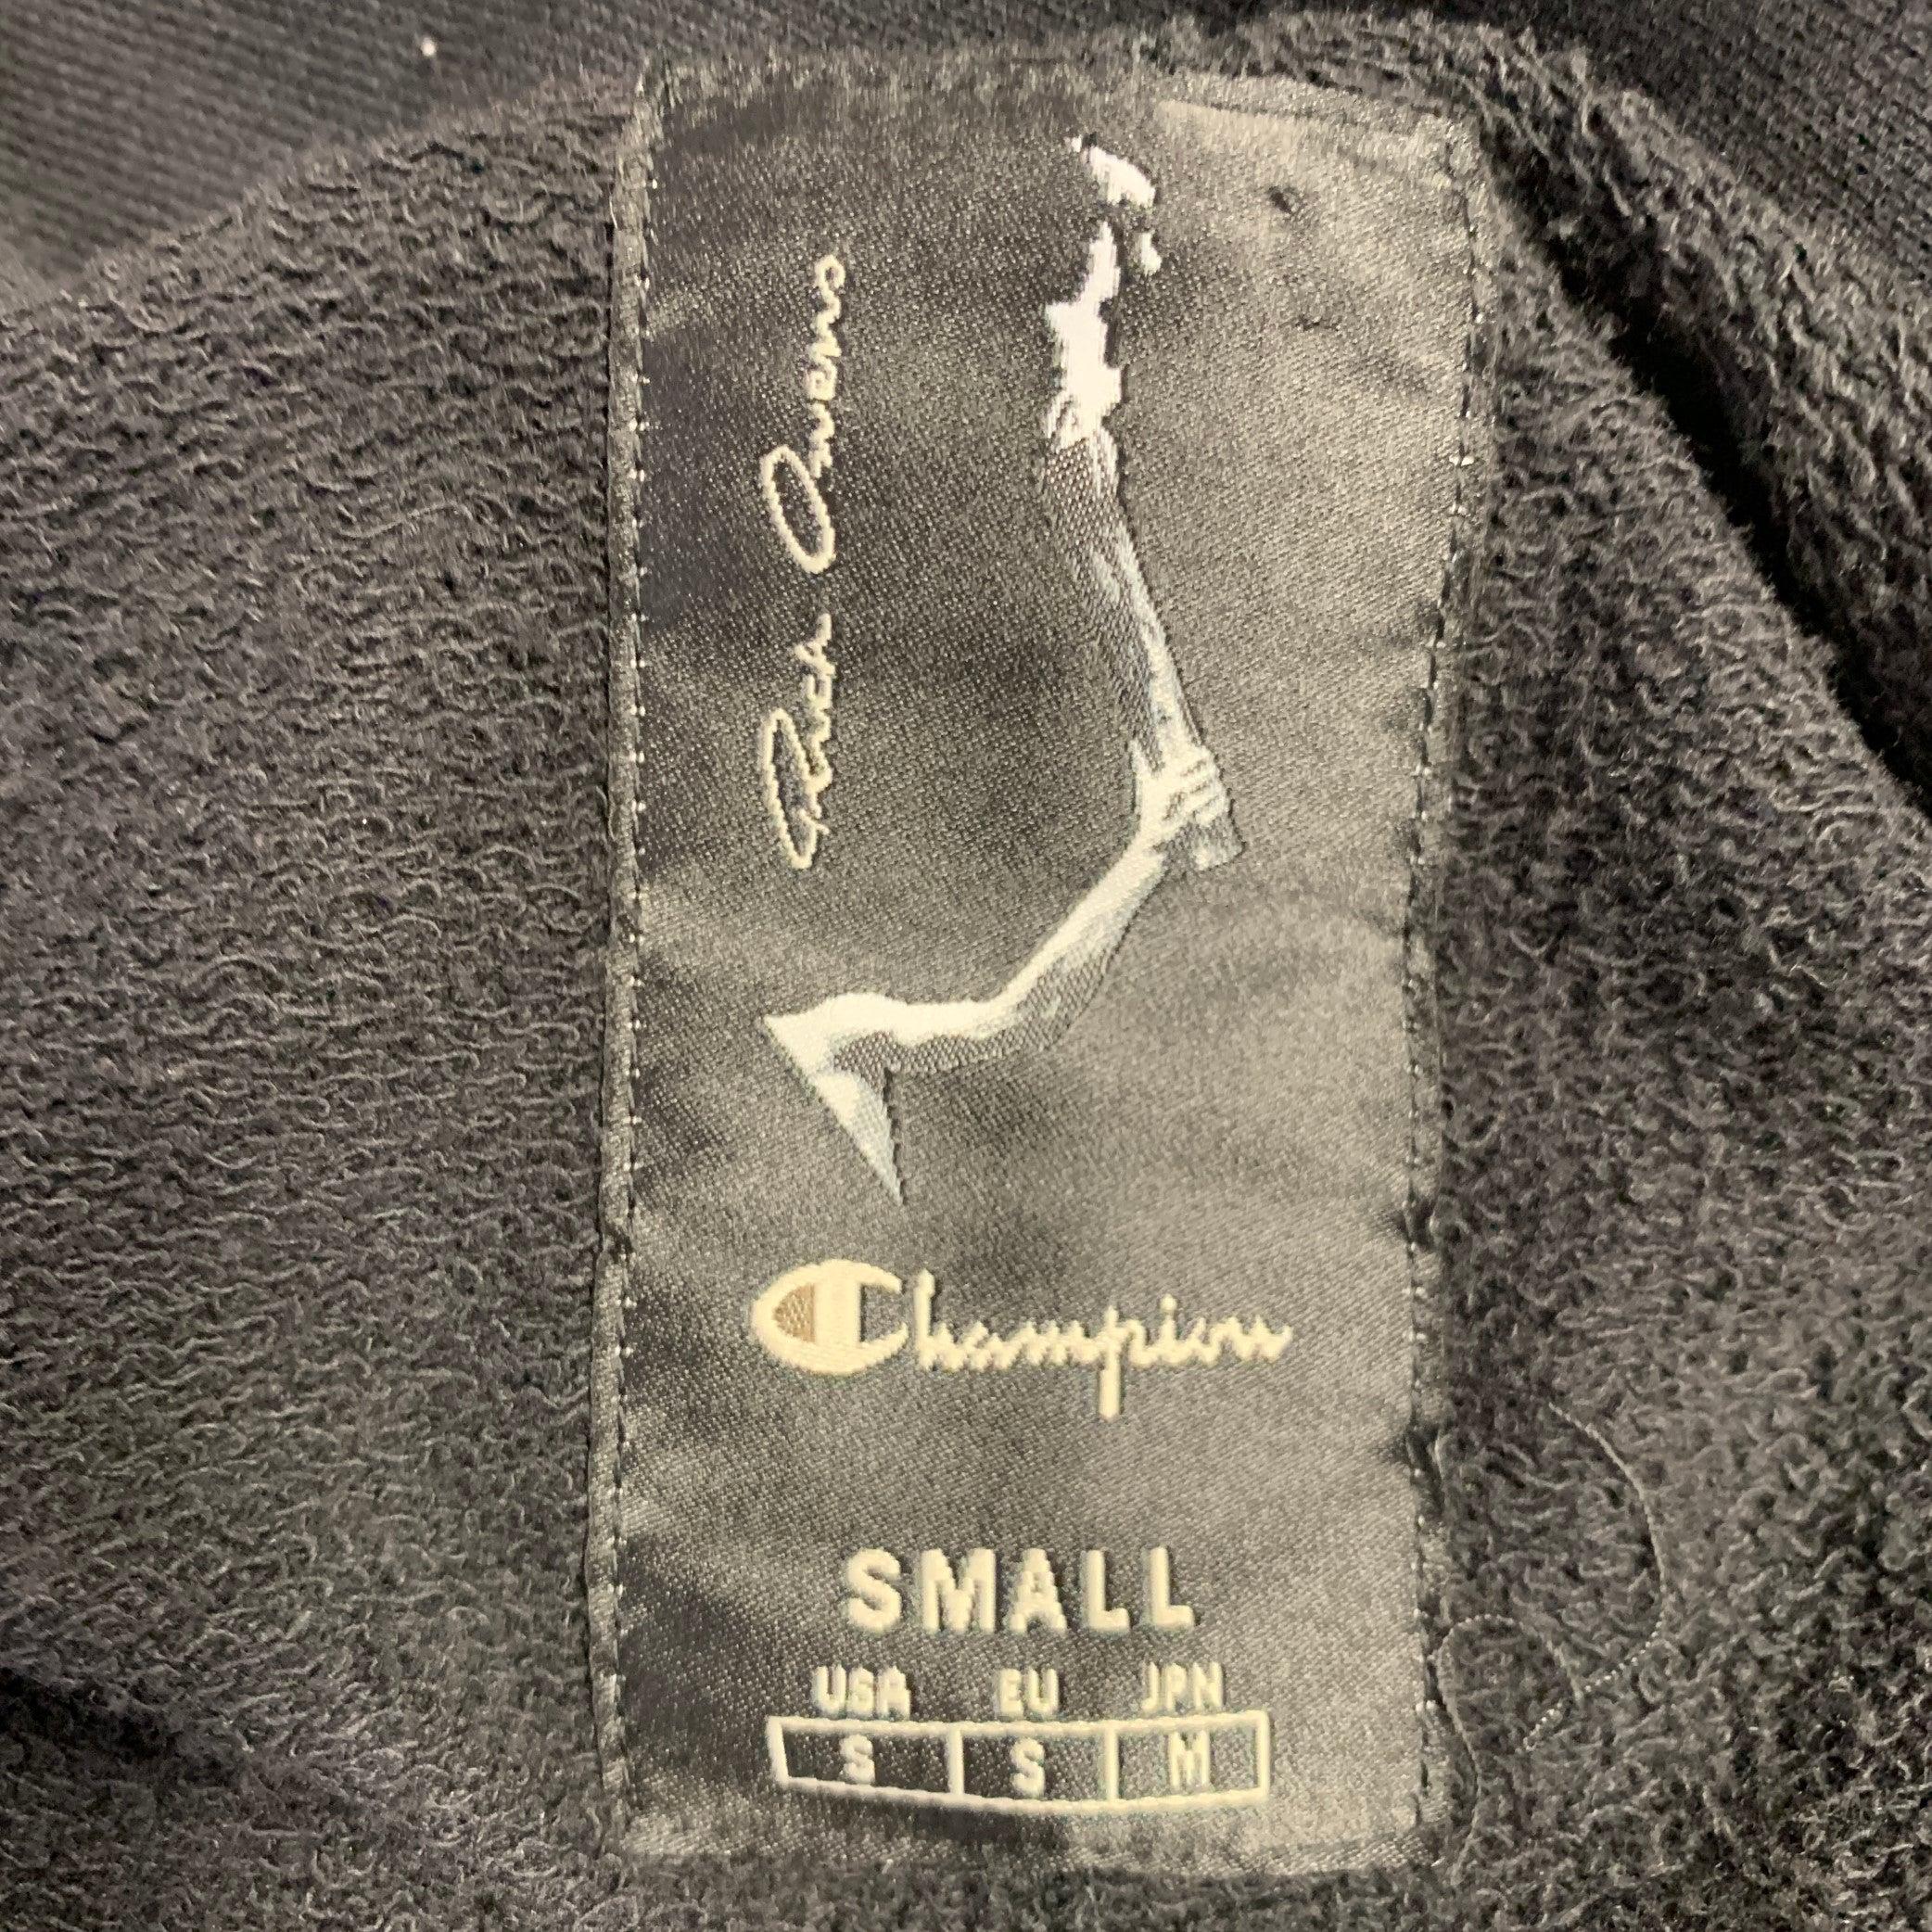 Rick Owens
Champion
SMALL
USA EU JPN
S S M